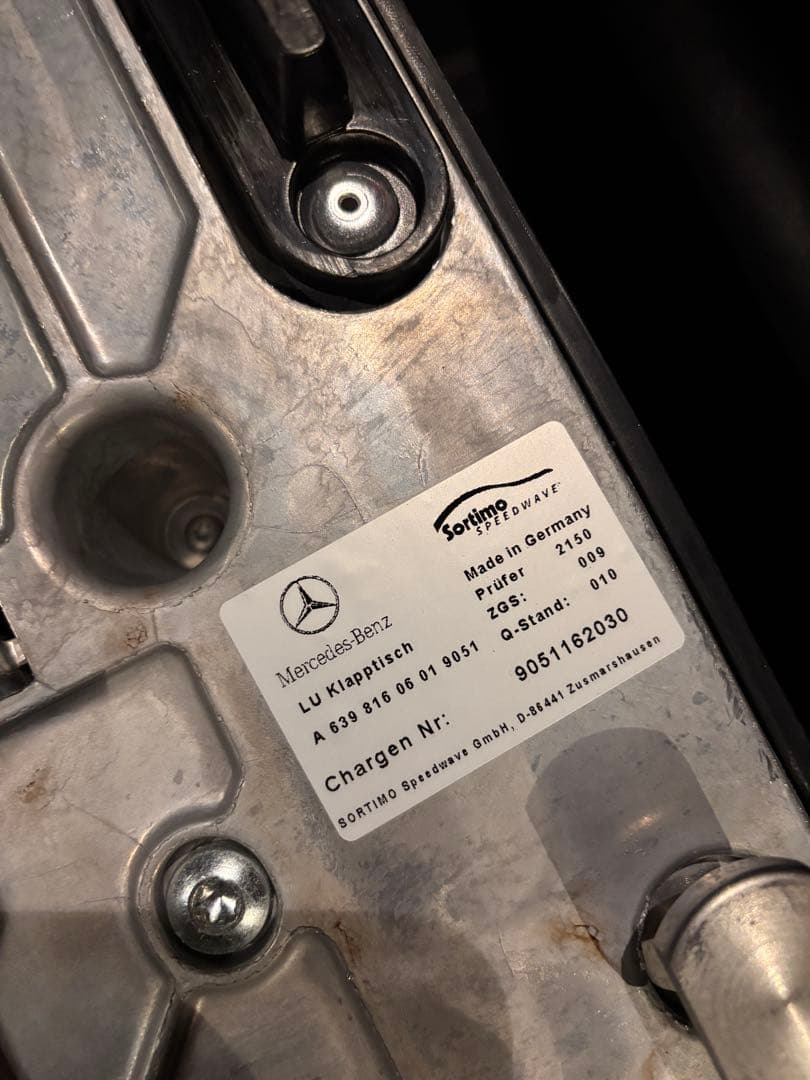 Sortimo
SPEEDWAVE
Mercedes-Benz
Made in Germany
Prüfer 2150
ZGS: 009
Q-Stand: 010
LU Klapptisch
A 639 816 06 01 9051
Chargen Nr: 9051162030
SORTIMO Speedwave GmbH, D-86441 Zusmarshausen